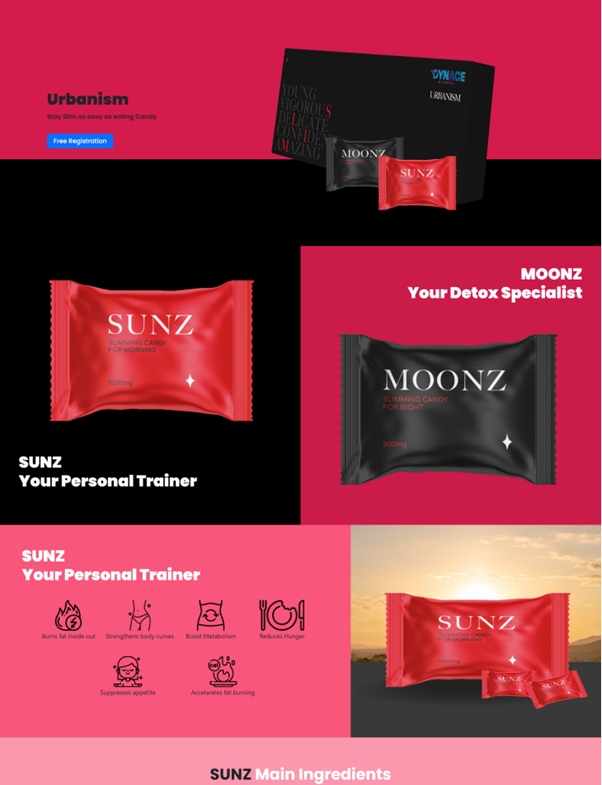 Urbanism
Stay Slim as easy as eating Candy
Free Registration
DYNACE
URBANISM
YOUNG
VIGOROUS
DELICATE
CONFIDE
AMAZING
MOONZ
SUNZ
MOONZ
Your Detox Specialist
SUNZ
SLIMMING CANDY
FOR MORNING
1000mg
MOONZ
SLIMMING CANDY
FOR NIGHT
800mg
SUNZ
Your Personal Trainer
SUNZ
Your Personal Trainer
Burns fat inside out
Strengthens body curves
Boost Metabolism
Reduces Hunger
Suppresses appetite
Accelarates fat burning
SUNZ
SLIMMING CANDY
FOR MORNING
SUNZ
SUNZ
SUNZ Main Ingredients